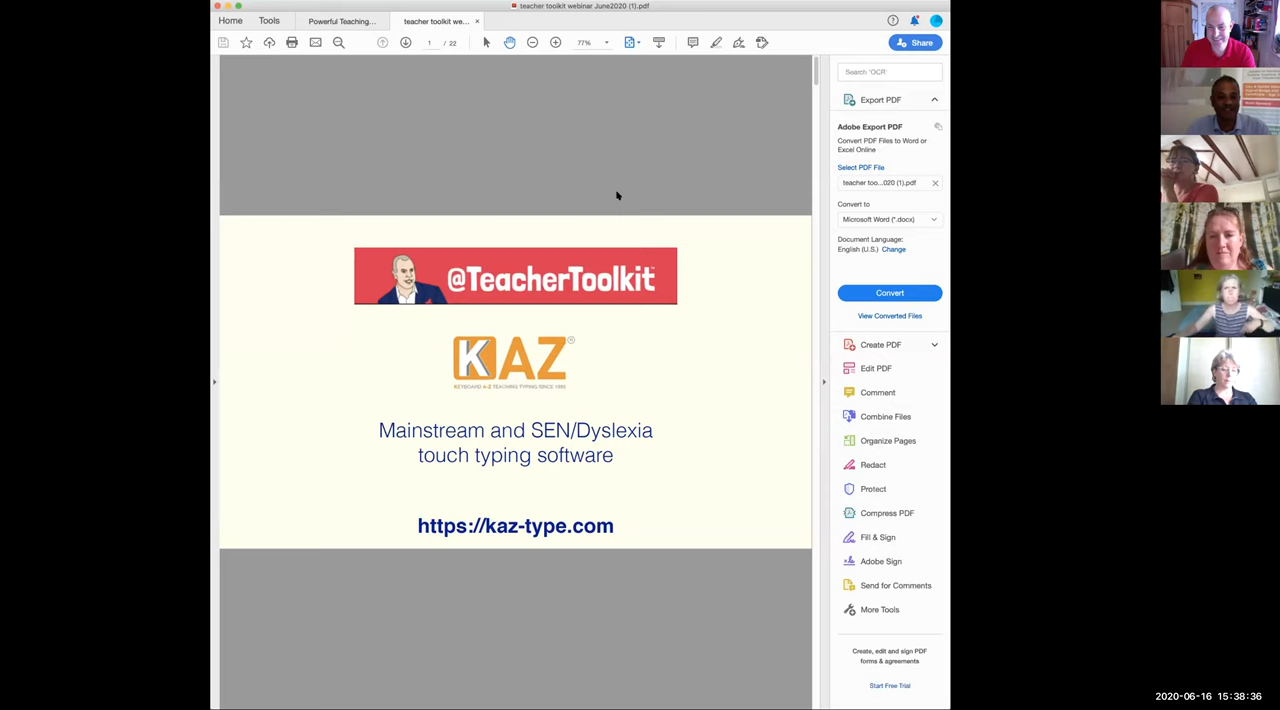 teacher toolkit webinar June2020 (1).pdf
Home
Tools
Powerful Teaching...
teacher toolkit we...
1 / 22
77%
Share
Search 'OCR'
Export PDF
Adobe Export PDF
Convert PDF Files to Word or
Excel Online
Select PDF File
teacher too...020 (1).pdf
Convert to
Microsoft Word (*.docx)
Document Language:
English (U.S.) Change
Convert
View Converted Files
Create PDF
Edit PDF
Comment
Combine Files
Organize Pages
Redact
Protect
Compress PDF
Fill & Sign
Adobe Sign
Send for Comments
More Tools
Create, edit and sign PDF
forms & agreements
Start Free Trial
@TeacherToolkit
KAZ®
KEYBOARD A-Z TEACHING TYPING SINCE 1995
Mainstream and SEN/Dyslexia
touch typing software
https://kaz-type.com
2020-06-16 15:38:36